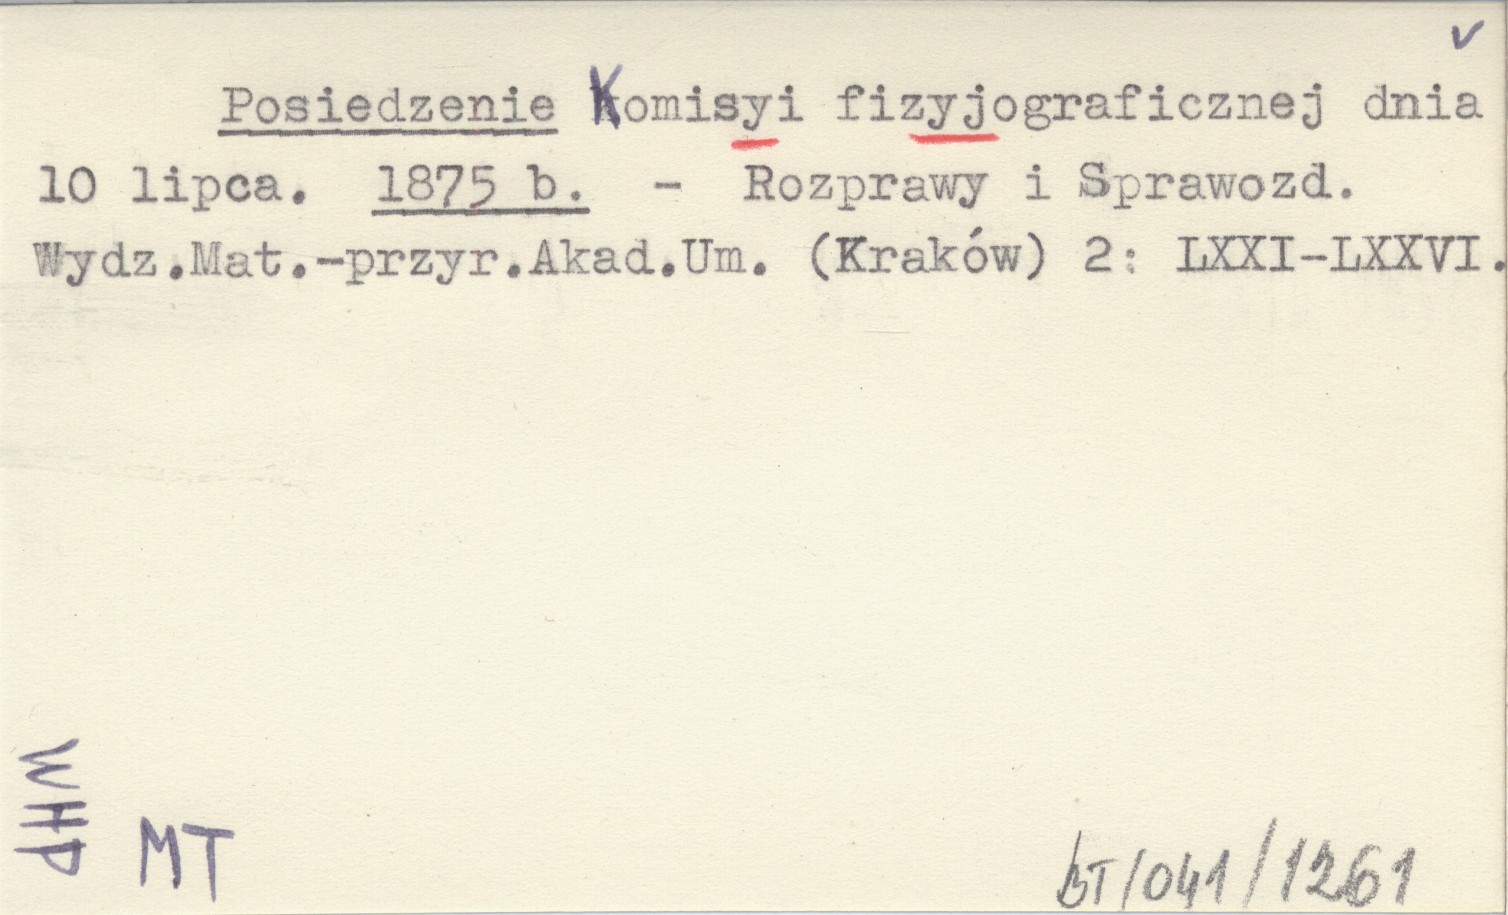 v
Posiedzenie Komisyi fizyjograficznej dnia
10 lipca. 1875 b. - Rozprawy i Sprawozd.
Wydz.Mat.-przyr.Akad.Um. (Kraków) 2: LXXI-LXXVI.
WHP
MT
BT/041/1261